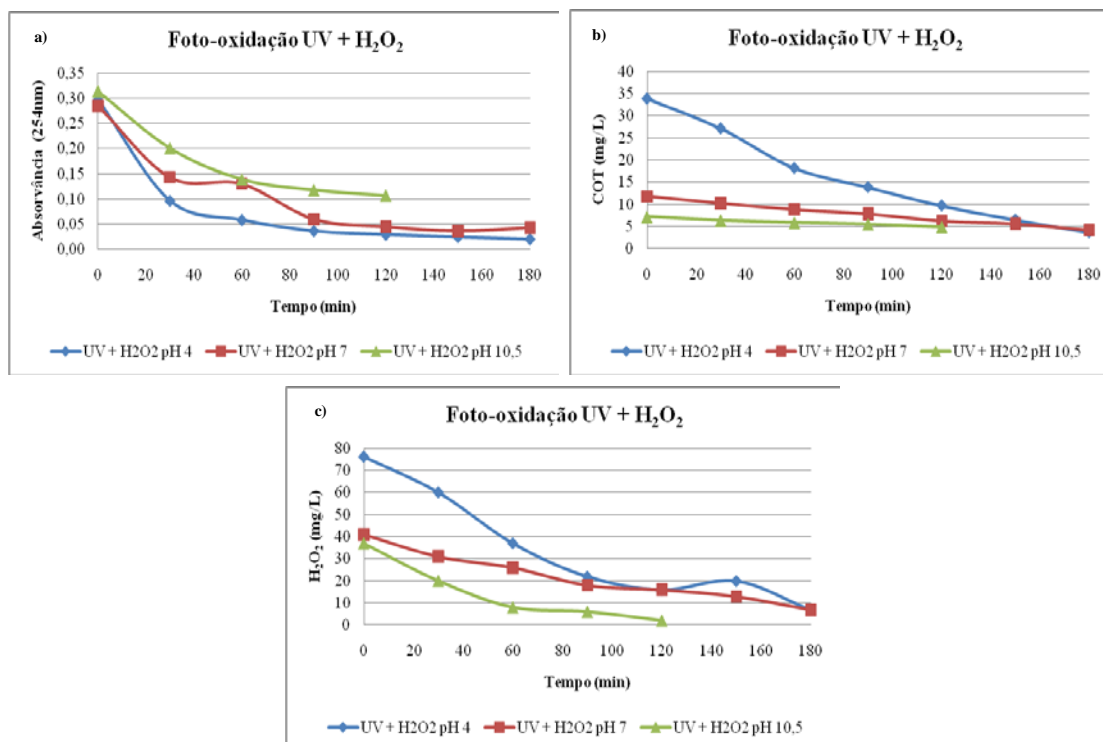 a)
Foto-oxidação UV + H₂O₂
Absorvância (254nm)
0,35
0,30
0,25
0,20
0,15
0,10
0,05
0,00
0 20 40 60 80 100 120 140 160 180
Tempo (min)
UV + H2O2 pH 4 UV + H2O2 pH 7 UV + H2O2 pH 10,5
b)
Foto-oxidação UV + H₂O₂
COT (mg/L)
40
35
30
25
20
15
10
5
0
0 20 40 60 80 100 120 140 160 180
Tempo (min)
UV + H2O2 pH 4 UV + H2O2 pH 7 UV + H2O2 pH 10,5
c)
Foto-oxidação UV + H₂O₂
H₂O₂ (mg/L)
80
70
60
50
40
30
20
10
0
0 20 40 60 80 100 120 140 160 180
Tempo (min)
UV + H2O2 pH 4 UV + H2O2 pH 7 UV + H2O2 pH 10,5